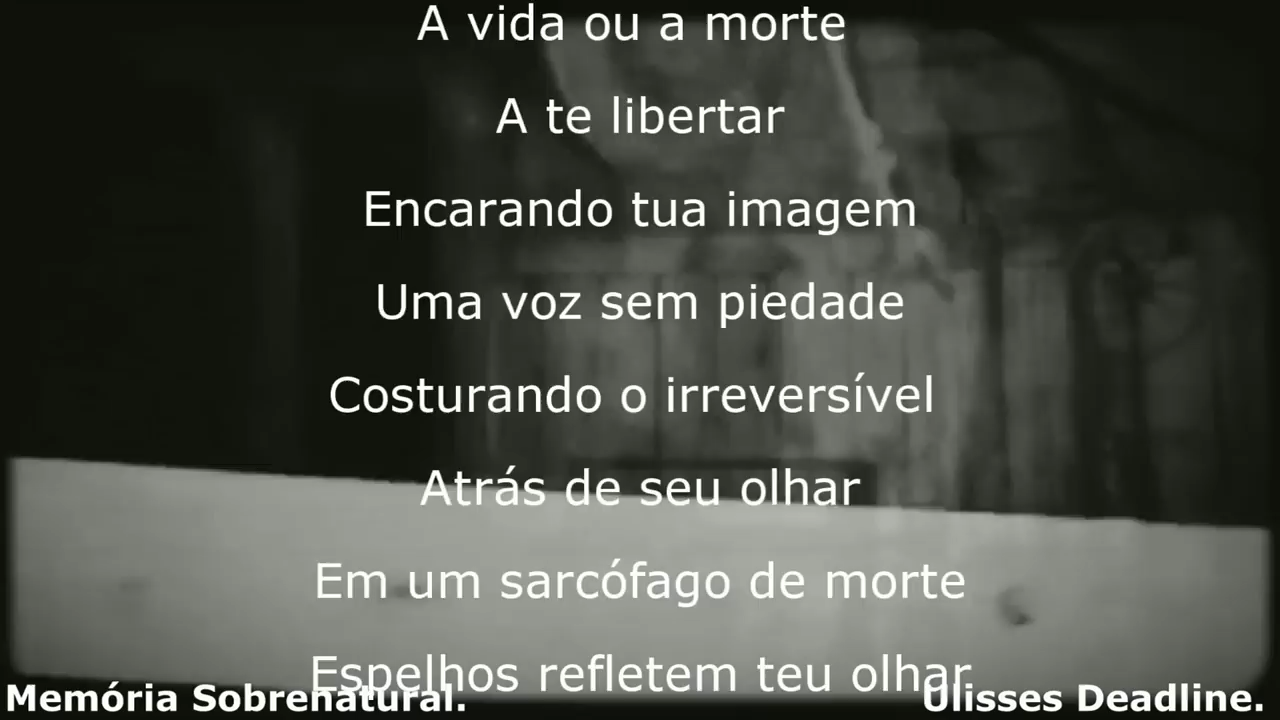 A vida ou a morte
A te libertar
Encarando tua imagem
Uma voz sem piedade
Costurando o irreversível
Atrás de seu olhar
Em um sarcófago de morte
Espelhos refletem teu olhar
Memória Sobrenatural.
Ulisses Deadline.